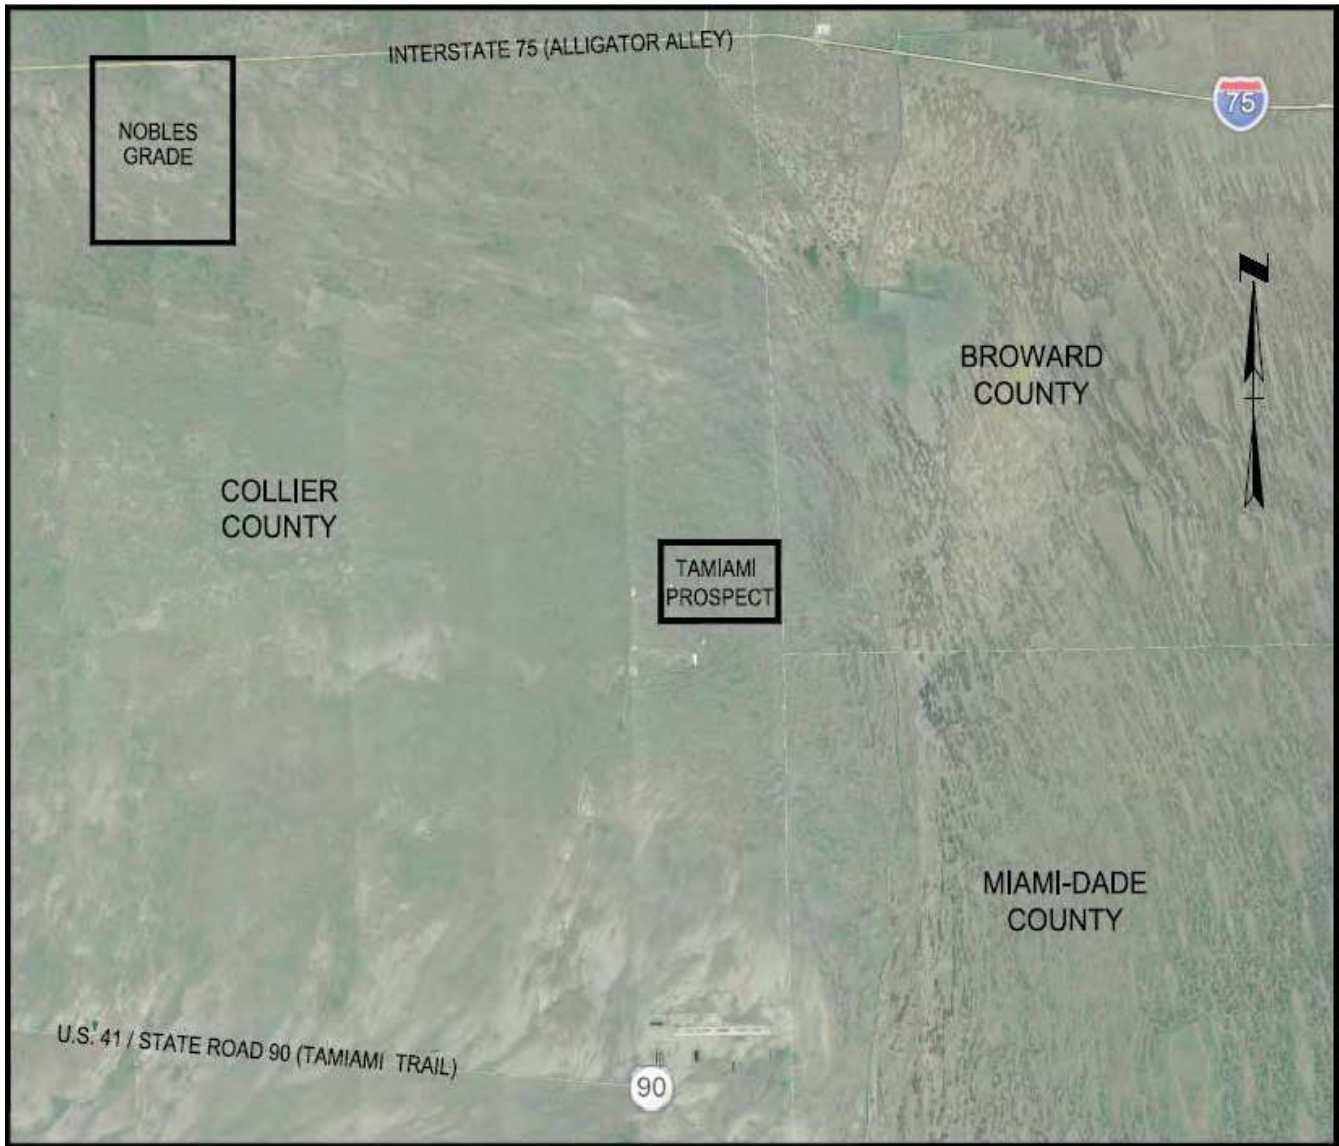 INTERSTATE 75 (ALLIGATOR ALLEY)
75
NOBLES
GRADE
N
BROWARD
COUNTY
COLLIER
COUNTY
TAMIAMI
PROSPECT
MIAMI-DADE
COUNTY
U.S. 41 / STATE ROAD 90 (TAMIAMI TRAIL)
90